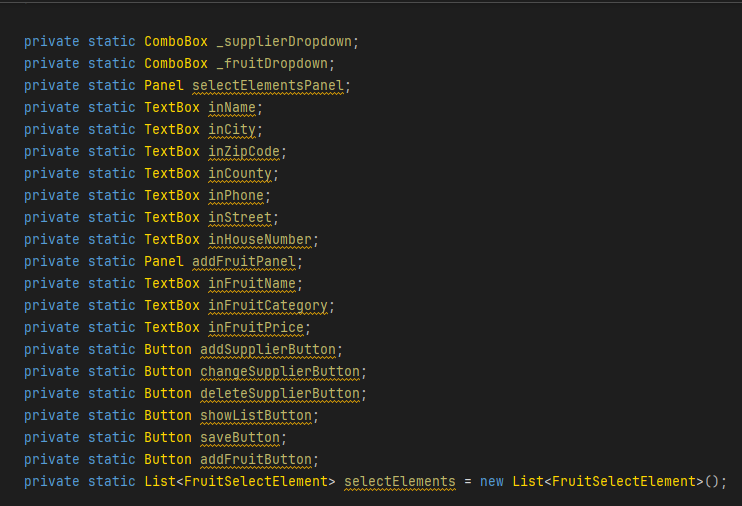 private static ComboBox _supplierDropdown;
private static ComboBox _fruitDropdown;
private static Panel selectElementsPanel;
private static TextBox inName;
private static TextBox inCity;
private static TextBox inZipCode;
private static TextBox inCounty;
private static TextBox inPhone;
private static TextBox inStreet;
private static TextBox inHouseNumber;
private static Panel addFruitPanel;
private static TextBox inFruitName;
private static TextBox inFruitCategory;
private static TextBox inFruitPrice;
private static Button addSupplierButton;
private static Button changeSupplierButton;
private static Button deleteSupplierButton;
private static Button showListButton;
private static Button saveButton;
private static Button addFruitButton;
private static List<FruitSelectElement> selectElements = new List<FruitSelectElement>();